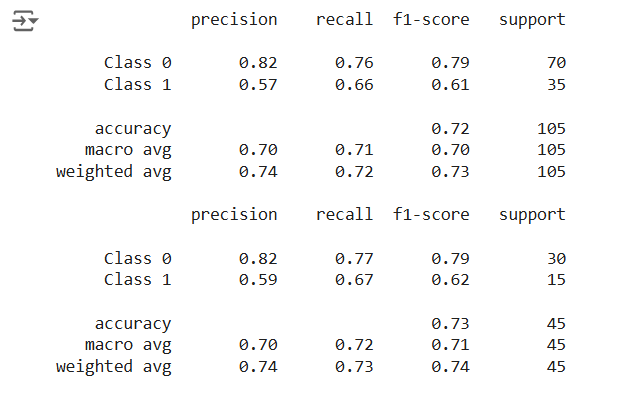 precision recall f1-score support
Class 0 0.82 0.76 0.79 70
Class 1 0.57 0.66 0.61 35
accuracy 0.72 105
macro avg 0.70 0.71 0.70 105
weighted avg 0.74 0.72 0.73 105
precision recall f1-score support
Class 0 0.82 0.77 0.79 30
Class 1 0.59 0.67 0.62 15
accuracy 0.73 45
macro avg 0.70 0.72 0.71 45
weighted avg 0.74 0.73 0.74 45